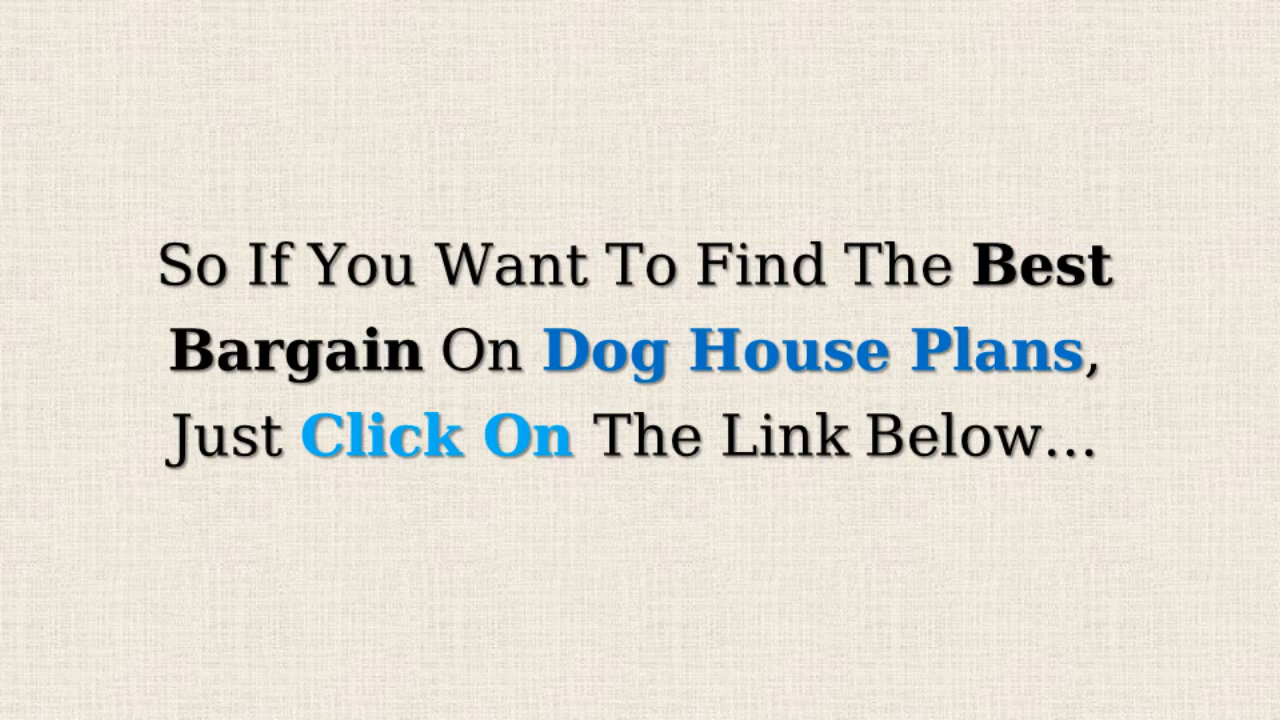 So If You Want To Find The Best
Bargain On Dog House Plans,
Just Click On The Link Below...